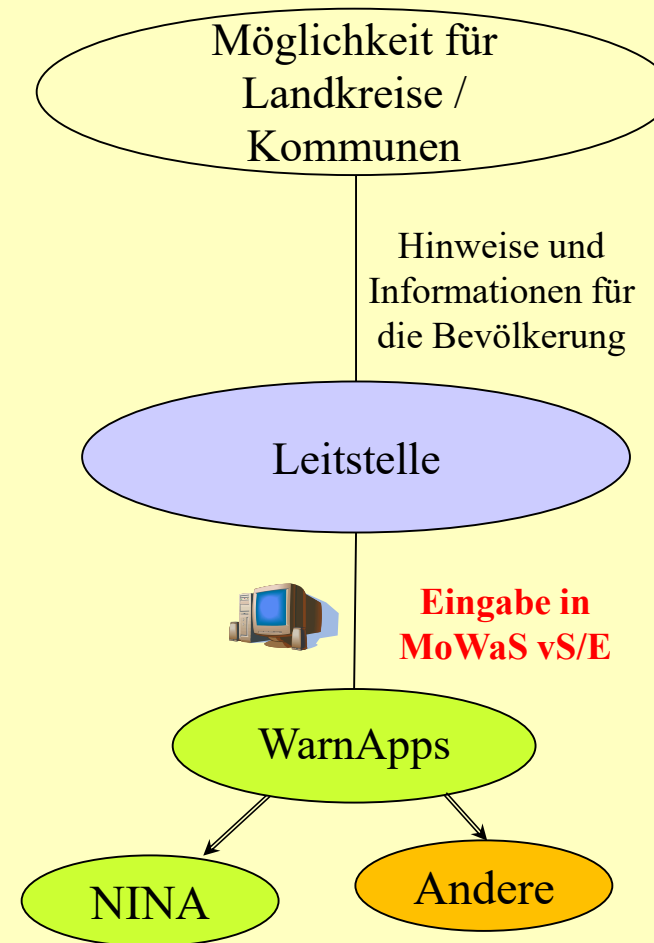 Möglichkeit für
Landkreise /
Kommunen
Hinweise und
Informationen für
die Bevölkerung
Leitstelle
Eingabe in
MoWaS vS/E
WarnApps
NINA
Andere